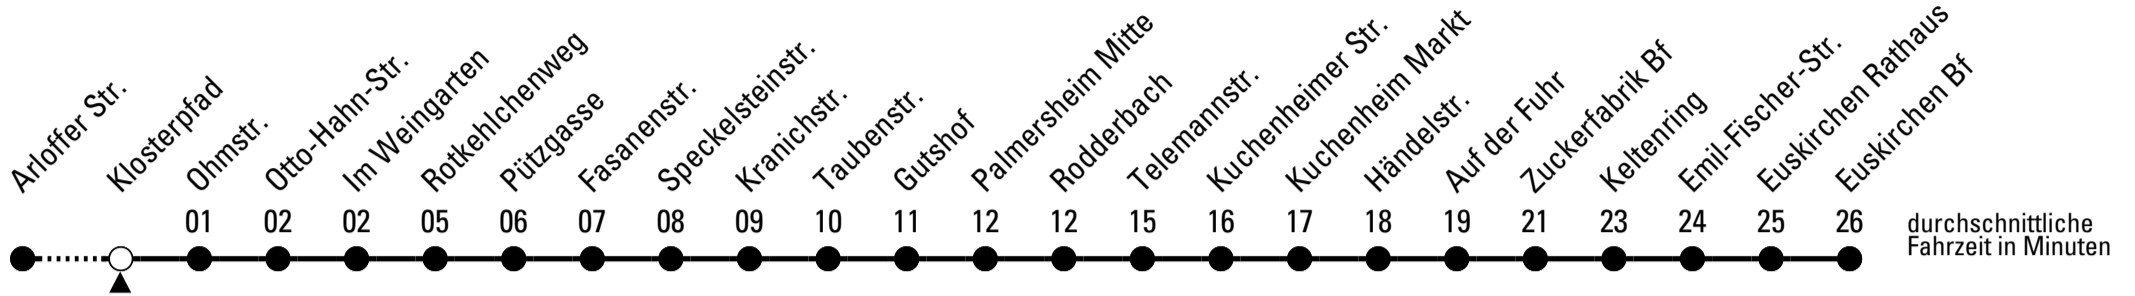 Arloffer Str.
Klosterpfad
Ohmstr.
Otto-Hahn-Str.
Im Weingarten
Rotkehlchenweg
Pützgasse
Fasanenstr.
Speckelsteinstr.
Kranichstr.
Taubenstr.
Gutshof
Palmersheim Mitte
Rodderbach
Telemannstr.
Kuchenheimer Str.
Kuchenheim Markt
Händelstr.
Auf der Fuhr
Zuckerfabrik Bf
Keltenring
Emil-Fischer-Str.
Euskirchen Rathaus
Euskirchen Bf
01 02 02 05 06 07 08 09 10 11 12 12 15 16 17 18 19 21 23 24 25 26
durchschnittliche
Fahrzeit in Minuten